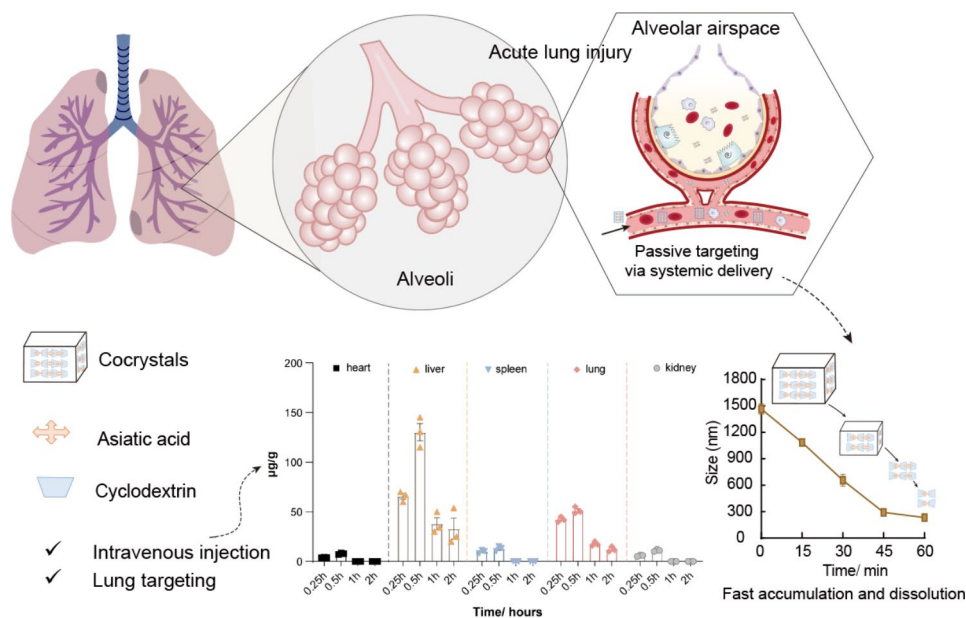 Acute lung injury
Alveolar airspace
Alveoli
Passive targeting
via systemic delivery
Cocrystals
Asiatic acid
Cyclodextrin
✓ Intravenous injection
✓ Lung targeting
200
150
100
50
0
µg/g
heart
liver
spleen
lung
kidney
0.25h 0.5h 1h 2h 0.25h 0.5h 1h 2h 0.25h 0.5h 1h 2h 0.25h 0.5h 1h 2h 0.25h 0.5h 1h 2h
Time/ hours
1800
1500
1200
900
600
300
0
Size (nm)
0 15 30 45 60
Time/ min
Fast accumulation and dissolution